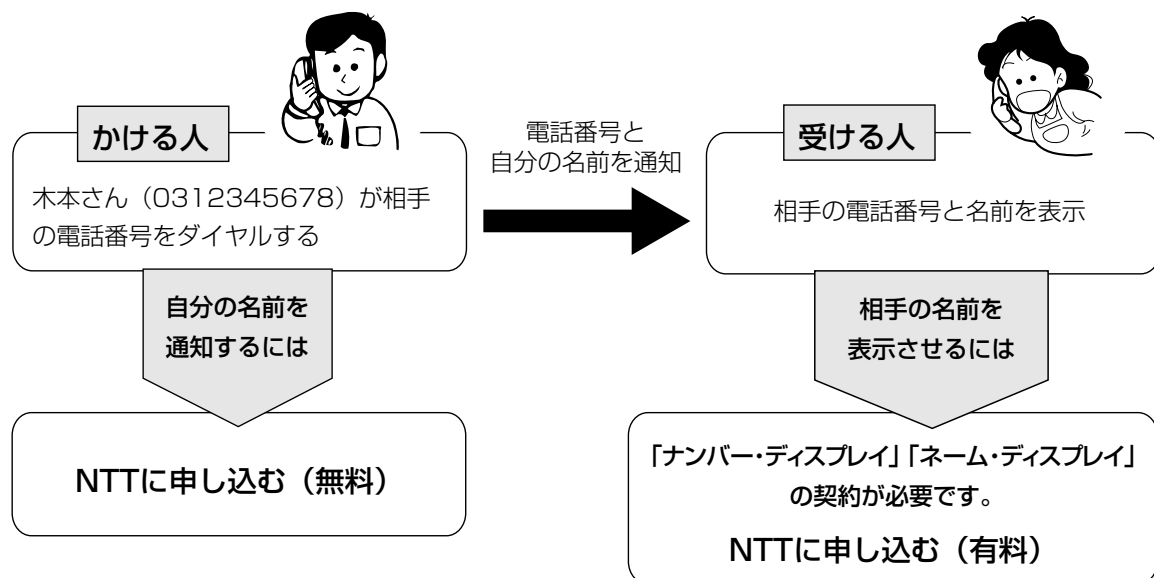 かける人
木本さん（0312345678）が相手
の電話番号をダイヤルする
電話番号と
自分の名前を通知
受ける人
相手の電話番号と名前を表示
自分の名前を
通知するには
相手の名前を
表示させるには
NTTに申し込む（無料）
「ナンバー・ディスプレイ」「ネーム・ディスプレイ」
の契約が必要です。
NTTに申し込む（有料）